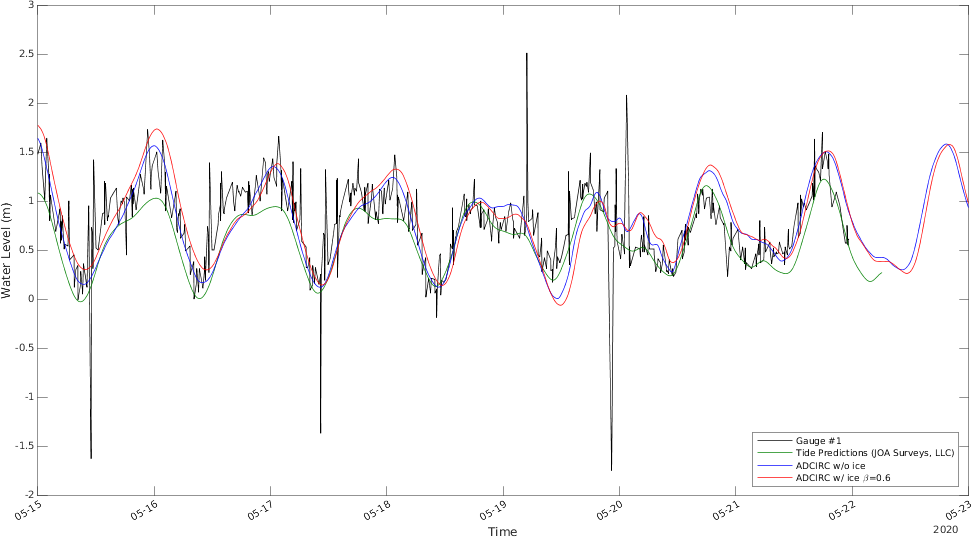 3
2.5
2
1.5
1
0.5
0
-0.5
-1
-1.5
-2
Water Level (m)
Gauge #1
Tide Predictions (JOA Surveys, LLC)
ADCIRC w/o ice
ADCIRC w/ ice β=0.6
05-15 05-16 05-17 05-18 05-19 05-20 05-21 05-22 05-23
Time
2020